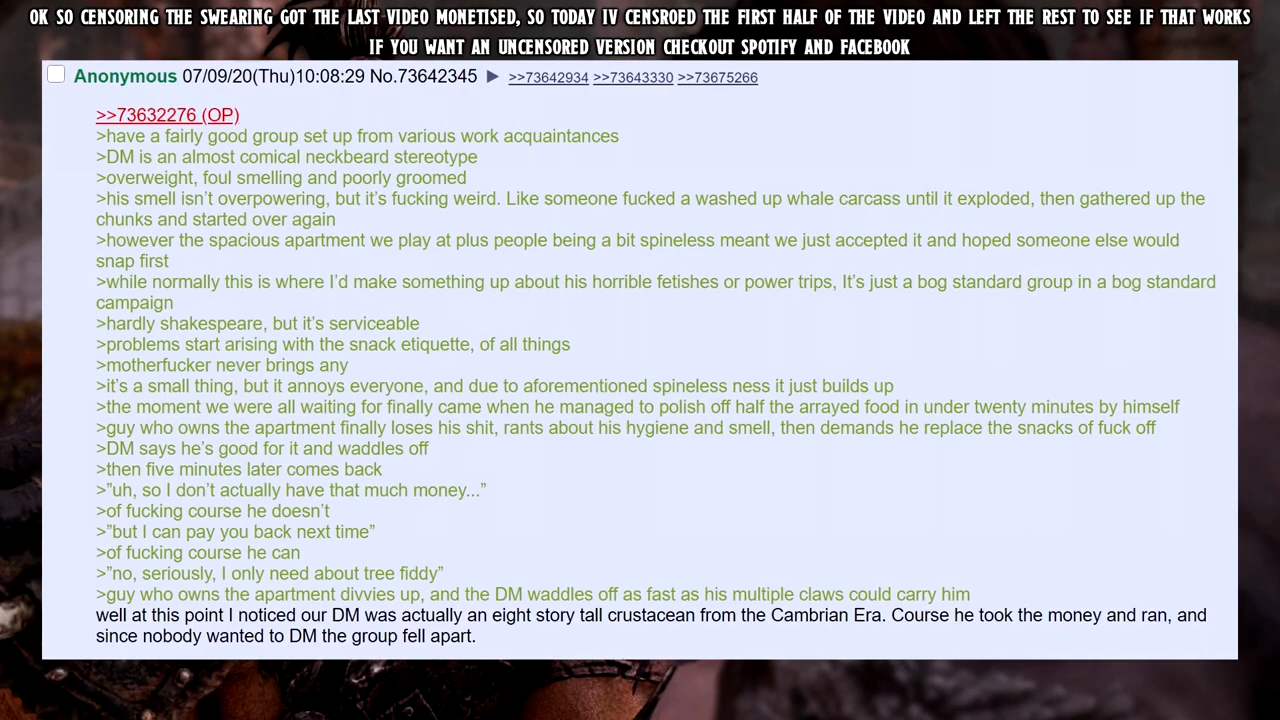 OK SO CENSORING THE SWEARING GOT THE LAST VIDEO MONETISED, SO TODAY IV CENSROED THE FIRST HALF OF THE VIDEO AND LEFT THE REST TO SEE IF THAT WORKS
IF YOU WANT AN UNCENSORED VERSION CHECKOUT SPOTIFY AND FACEBOOK
Anonymous 07/09/20(Thu)10:08:29 No.73642345 ▶ >>73642934 >>73643330 >>73675266
>>73632276 (OP)
>have a fairly good group set up from various work acquaintances
>DM is an almost comical neckbeard stereotype
>overweight, foul smelling and poorly groomed
>his smell isn’t overpowering, but it’s fucking weird. Like someone fucked a washed up whale carcass until it exploded, then gathered up the
chunks and started over again
>however the spacious apartment we play at plus people being a bit spineless meant we just accepted it and hoped someone else would
snap first
>while normally this is where I’d make something up about his horrible fetishes or power trips, It’s just a bog standard group in a bog standard
campaign
>hardly shakespeare, but it’s serviceable
>problems start arising with the snack etiquette, of all things
>motherfucker never brings any
>it’s a small thing, but it annoys everyone, and due to aforementioned spineless ness it just builds up
>the moment we were all waiting for finally came when he managed to polish off half the arrayed food in under twenty minutes by himself
>guy who owns the apartment finally loses his shit, rants about his hygiene and smell, then demands he replace the snacks of fuck off
>DM says he’s good for it and waddles off
>then five minutes later comes back
>”uh, so I don’t actually have that much money...”
>of fucking course he doesn’t
>”but I can pay you back next time”
>of fucking course he can
>”no, seriously, I only need about tree fiddy”
>guy who owns the apartment divvies up, and the DM waddles off as fast as his multiple claws could carry him
well at this point I noticed our DM was actually an eight story tall crustacean from the Cambrian Era. Course he took the money and ran, and
since nobody wanted to DM the group fell apart.